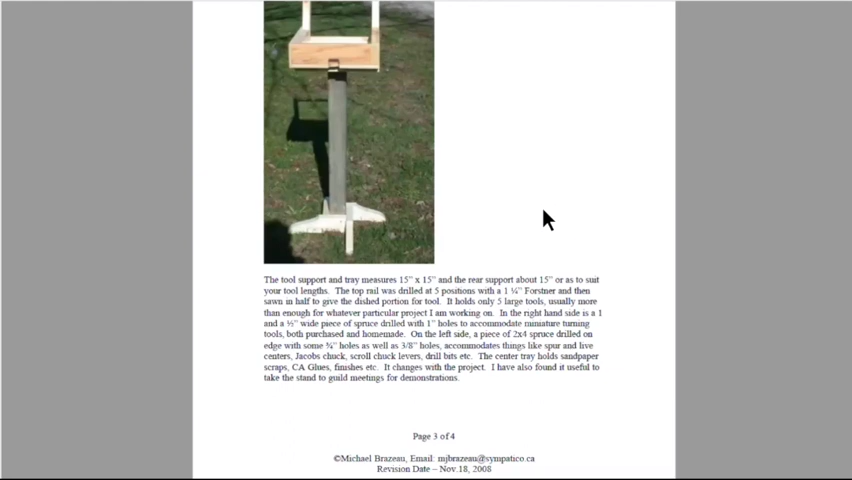 The tool support and tray measures 15" x 15" and the rear support about 15" or as to suit
your tool lengths. The top rail was drilled at 5 positions with a 1 ¼" Forstner and then
sawn in half to give the dished portion for tool. It holds only 5 large tools, usually more
than enough for whatever particular project I am working on. In the right hand side is a 1
and a ½" wide piece of spruce drilled with 1" holes to accommodate miniature turning
tools, both purchased and homemade. On the left side, a piece of 2x4 spruce drilled on
edge with some ¾" holes as well as 3/8" holes, accommodates things like spur and live
centers, Jacobs chuck, scroll chuck levers, drill bits etc. The center tray holds sandpaper
scraps, CA Glues, finishes etc. It changes with the project. I have also found it useful to
take the stand to guild meetings for demonstrations.
Page 3 of 4
©Michael Brazeau, Email: mjbrazeau@sympatico.ca
Revision Date – Nov.18, 2008